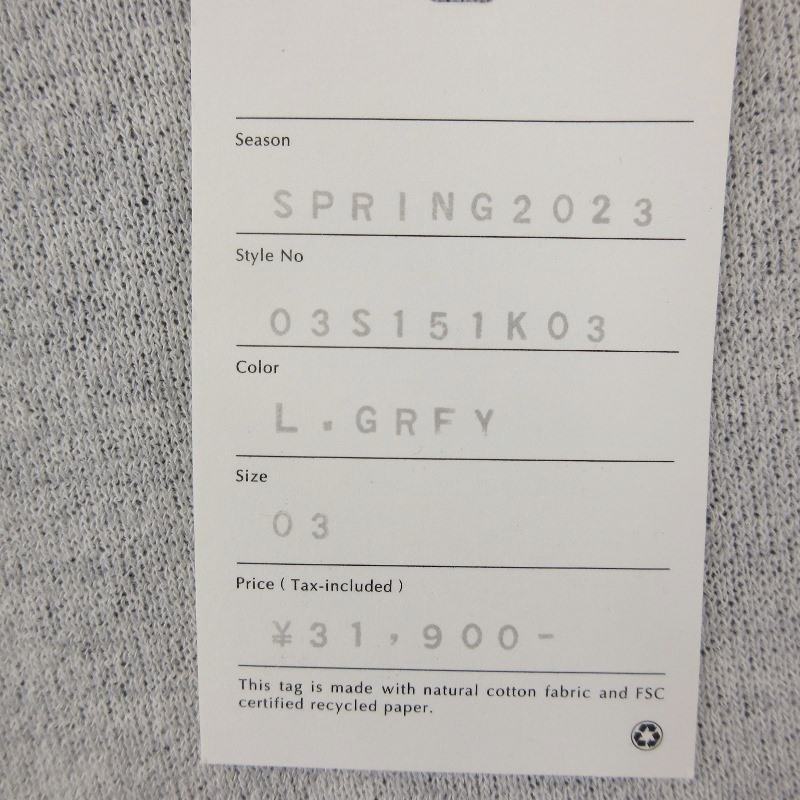 Season
SPRING2023
Style No
03S151K03
Color
L.GREY
Size
03
Price ( Tax-included )
¥31,900-
This tag is made with natural cotton fabric and FSC
certified recycled paper.